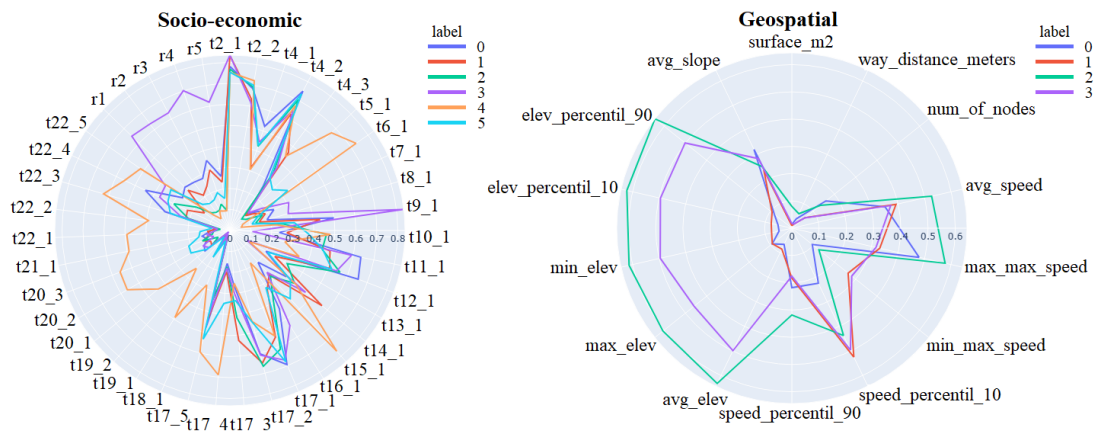 Socio-economic
label
0
1
2
3
4
5
t2_1
t2_2
t4_1
t4_2
t4_3
t5_1
t6_1
t7_1
t8_1
t9_1
t10_1
t11_1
t12_1
t13_1
t14_1
t15_1
t16_1
t17_1
t17_2
t17_3
t17_4
t17_5
t18_1
t19_1
t19_2
t20_1
t20_2
t20_3
t21_1
t22_1
t22_2
t22_3
t22_4
t22_5
r1
r2
r3
r4
r5
0 0.1 0.2 0.3 0.4 0.5 0.6 0.7 0.8
Geospatial
label
0
1
2
3
surface_m2
way_distance_meters
num_of_nodes
avg_speed
max_max_speed
min_max_speed
speed_percentil_10
speed_percentil_90
avg_elev
max_elev
min_elev
elev_percentil_10
elev_percentil_90
avg_slope
0 0.1 0.2 0.3 0.4 0.5 0.6